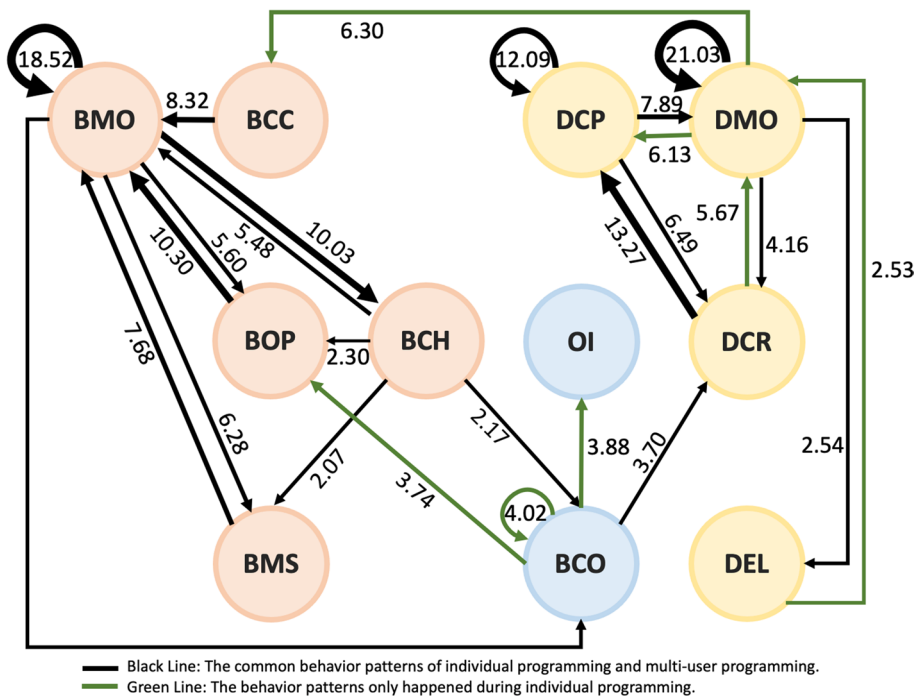 6.30
18.52
12.09
21.03
BMO
8.32
BCC
DCP
7.89
DMO
6.13
10.03
5.48
5.60
10.30
6.49
13.27
5.67
4.16
2.53
BOP
2.30
BCH
OI
DCR
7.68
6.28
2.07
2.17
3.74
3.88
3.70
2.54
4.02
BMS
BCO
DEL
Black Line: The common behavior patterns of individual programming and multi-user programming.
Green Line: The behavior patterns only happened during individual programming.